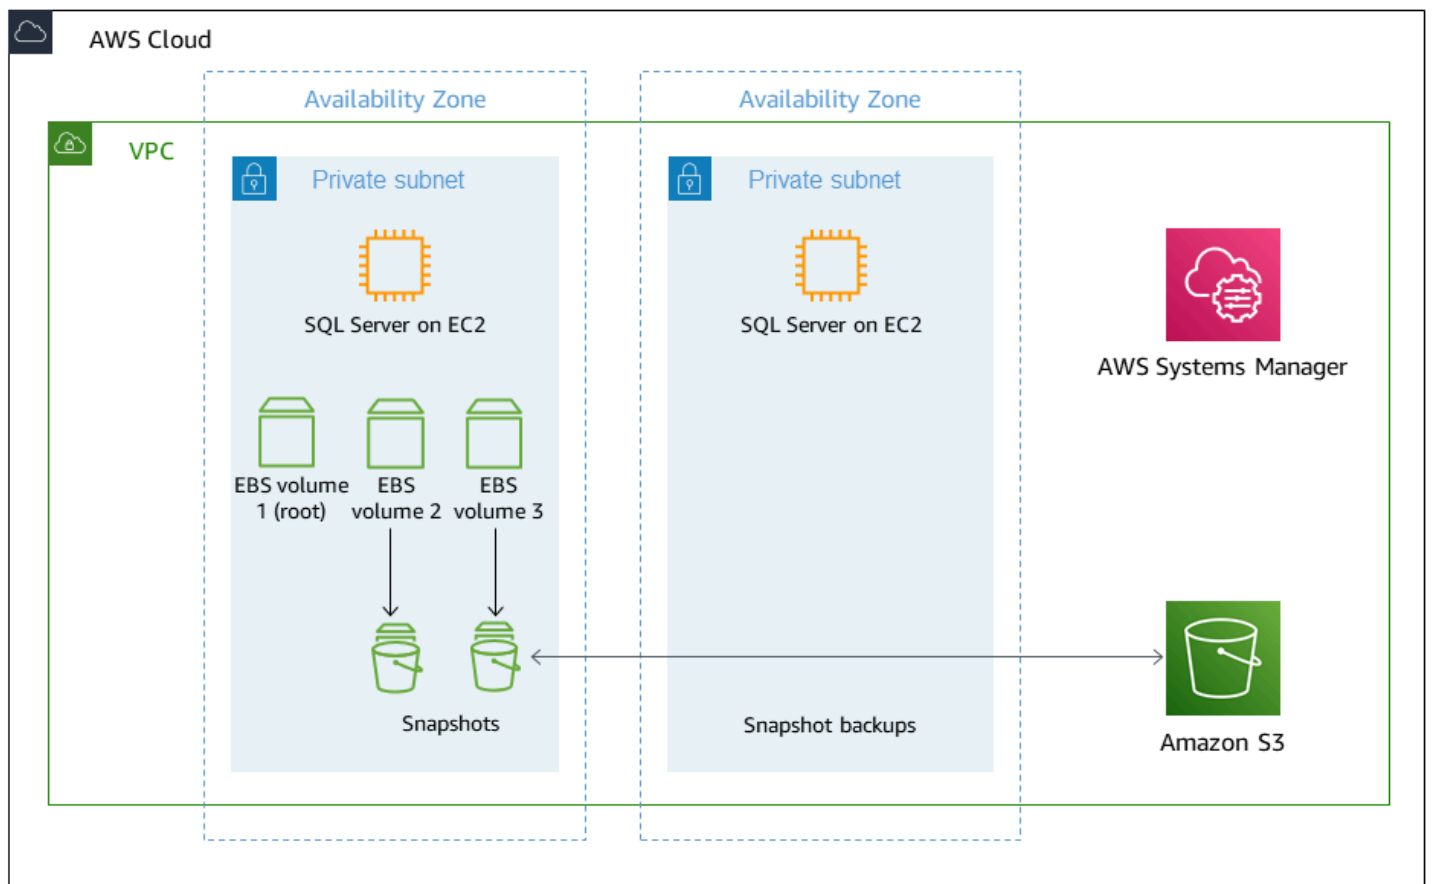 AWS Cloud
Availability Zone
Availability Zone
VPC
Private subnet
Private subnet
SQL Server on EC2
SQL Server on EC2
AWS Systems Manager
EBS volume
1 (root)
EBS
volume 2
EBS
volume 3
Snapshots
Snapshot backups
Amazon S3